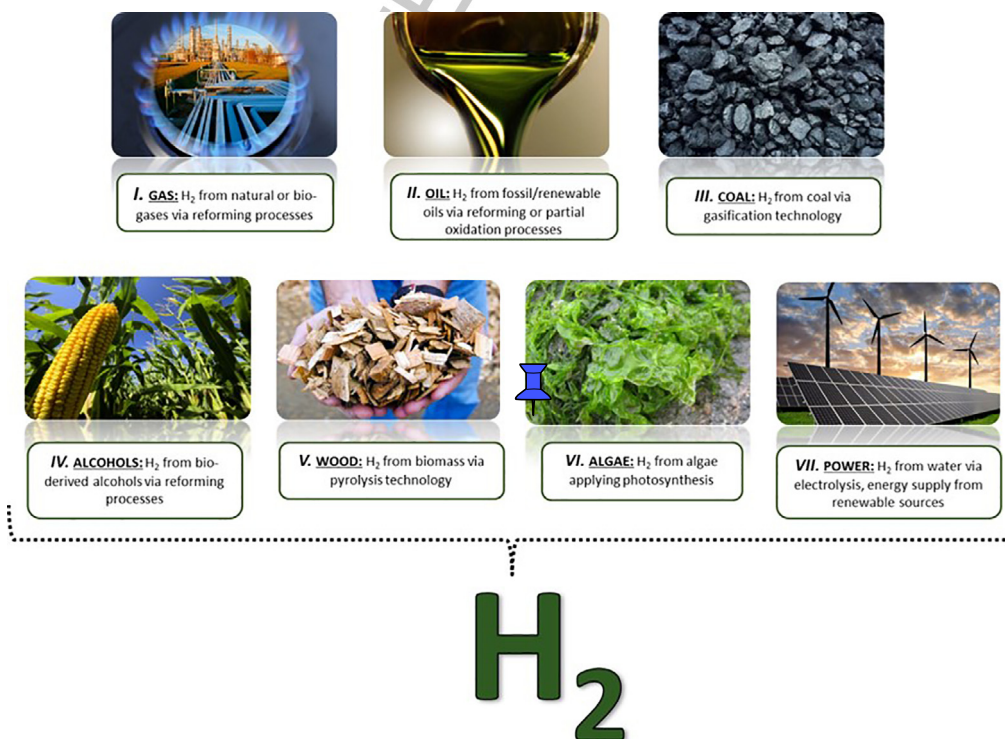 I. GAS: H₂ from natural or bio-
gases via reforming processes
II. OIL: H₂ from fossil/renewable
oils via reforming or partial
oxidation processes
III. COAL: H₂ from coal via
gasification technology
IV. ALCOHOLS: H₂ from bio-
derived alcohols via reforming
processes
V. WOOD: H₂ from biomass via
pyrolysis technology
VI. ALGAE: H₂ from algae
applying photosynthesis
VII. POWER: H₂ from water via
electrolysis, energy supply from
renewable sources
H₂